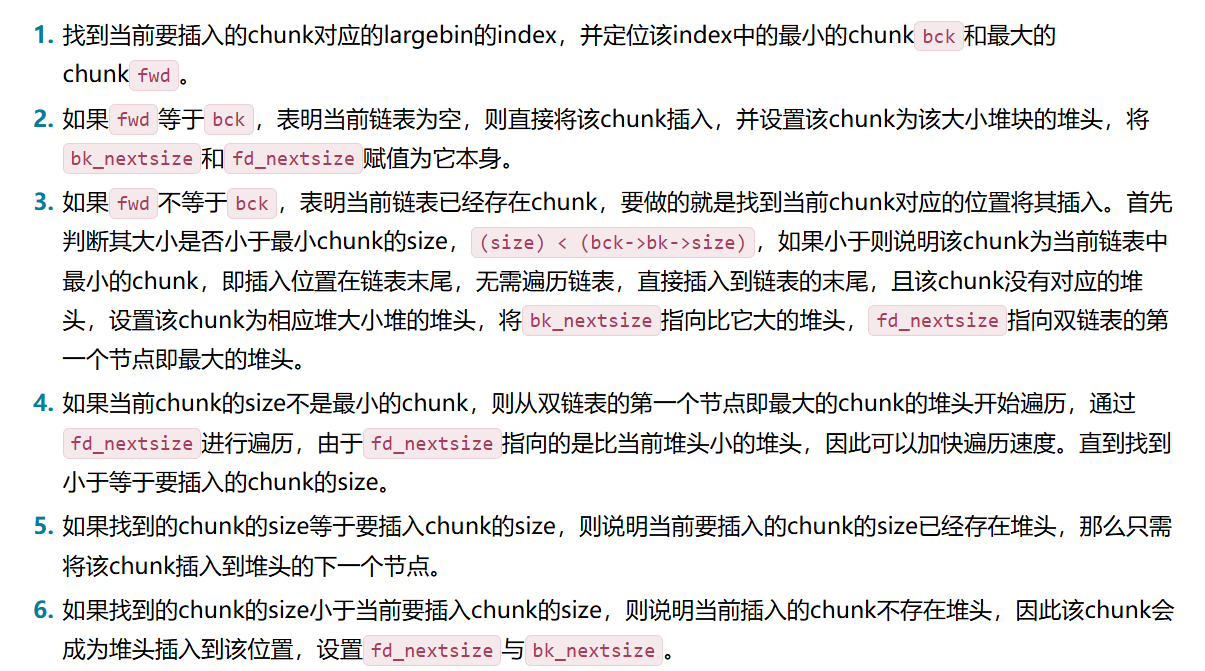 1. 找到当前要插入的chunk对应的largebin的index，并定位该index中的最小的chunk bck 和最大的
chunk fwd 。
2. 如果 fwd 等于 bck ，表明当前链表为空，则直接将该chunk插入，并设置该chunk为该大小堆块的堆头，将
bk_nextsize 和 fd_nextsize 赋值为它本身。
3. 如果 fwd 不等于 bck ，表明当前链表已经存在chunk，要做的就是找到当前chunk对应的位置将其插入。首先
判断其大小是否小于最小chunk的size， (size) < (bck->bk->size) ，如果小于则说明该chunk为当前链表中
最小的chunk，即插入位置在链表末尾，无需遍历链表，直接插入到链表的末尾，且该chunk没有对应的堆
头，设置该chunk为相应堆大小堆的堆头，将 bk_nextsize 指向比它大的堆头， fd_nextsize 指向双链表的第
一个节点即最大的堆头。
4. 如果当前chunk的size不是最小的chunk，则从双链表的第一个节点即最大的chunk的堆头开始遍历，通过
fd_nextsize 进行遍历，由于 fd_nextsize 指向的是比当前堆头小的堆头，因此可以加快遍历速度。直到找到
小于等于要插入的chunk的size。
5. 如果找到的chunk的size等于要插入chunk的size，则说明当前要插入的chunk的size已经存在堆头，那么只需
将该chunk插入到堆头的下一个节点。
6. 如果找到的chunk的size小于当前要插入chunk的size，则说明当前插入的chunk不存在堆头，因此该chunk会
成为堆头插入到该位置，设置 fd_nextsize 与 bk_nextsize 。